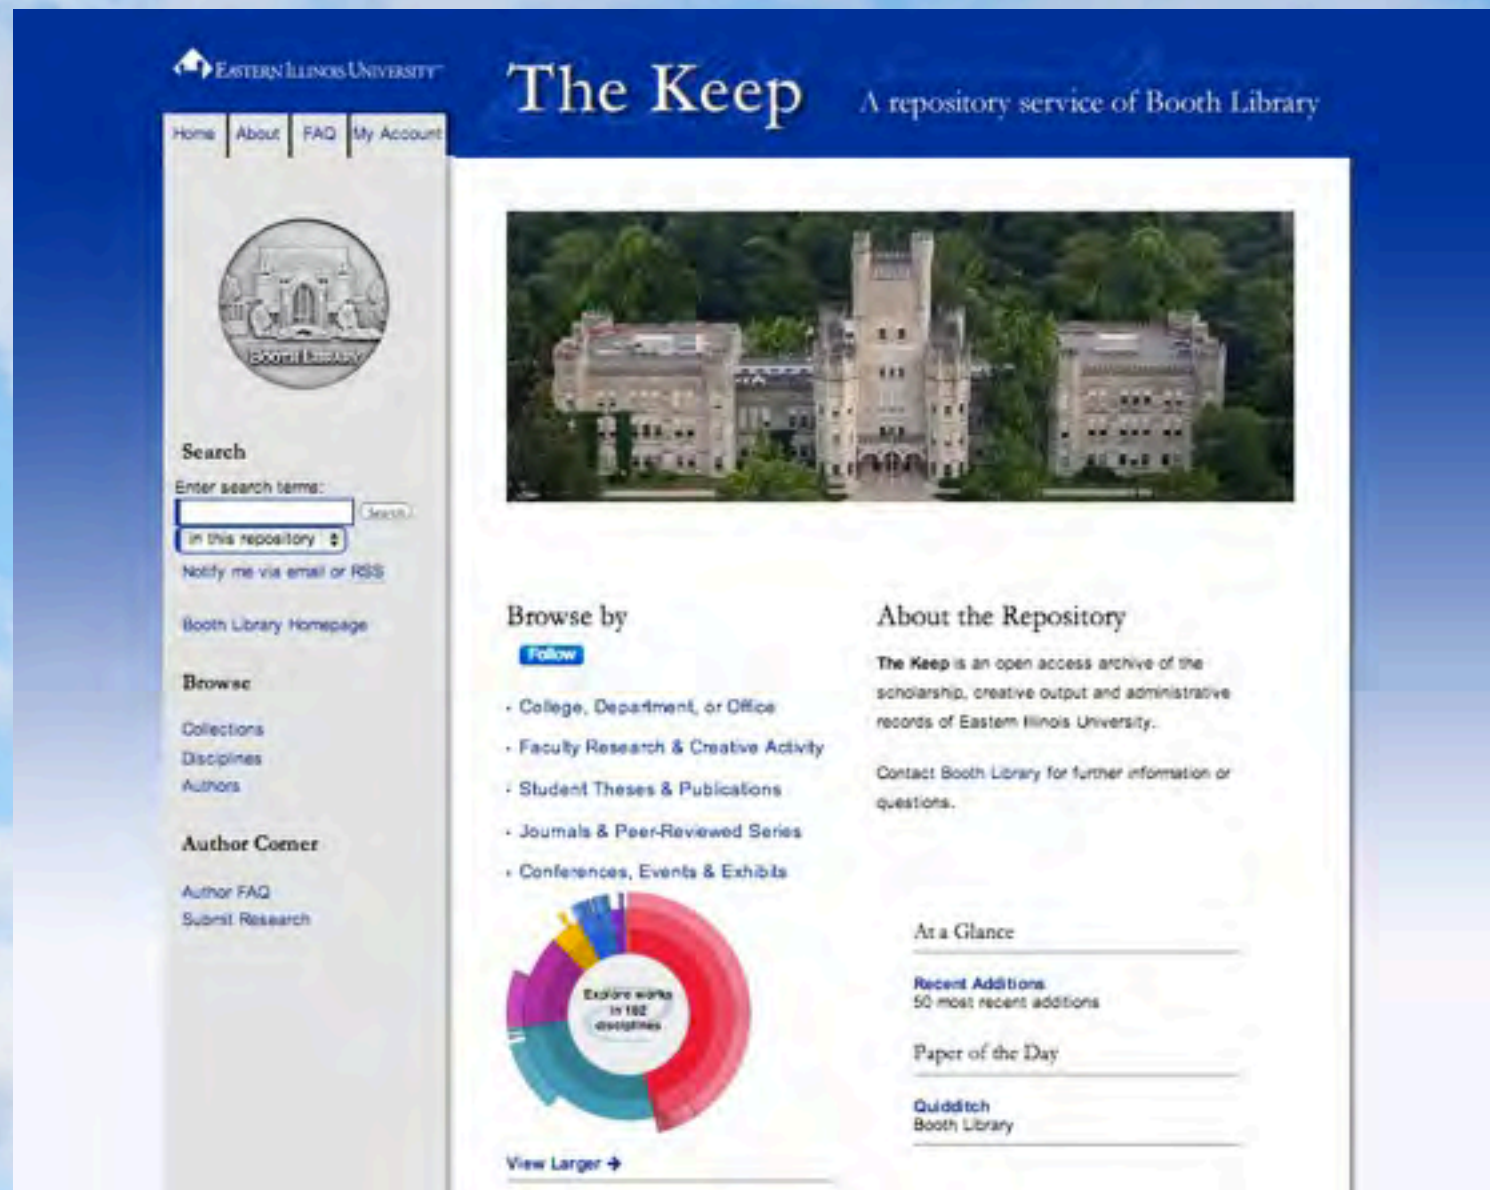 EASTERN ILLINOIS UNIVERSITY
The Keep
A repository service of Booth Library
Home
About
FAQ
My Account
BOOTH LIBRARY
Search
Enter search terms:
Search
in this repository
Notify me via email or RSS
Booth Library Homepage
Browse
Collections
Disciplines
Authors
Author Corner
Author FAQ
Submit Research
Browse by
Follow
College, Department, or Office
Faculty Research & Creative Activity
Student Theses & Publications
Journals & Peer-Reviewed Series
Conferences, Events & Exhibits
Explore works
in 182
disciplines
View Larger
About the Repository
The Keep is an open access archive of the
scholarship, creative output and administrative
records of Eastern Illinois University.
Contact Booth Library for further information or
questions.
At a Glance
Recent Additions
50 most recent additions
Paper of the Day
Quidditch
Booth Library